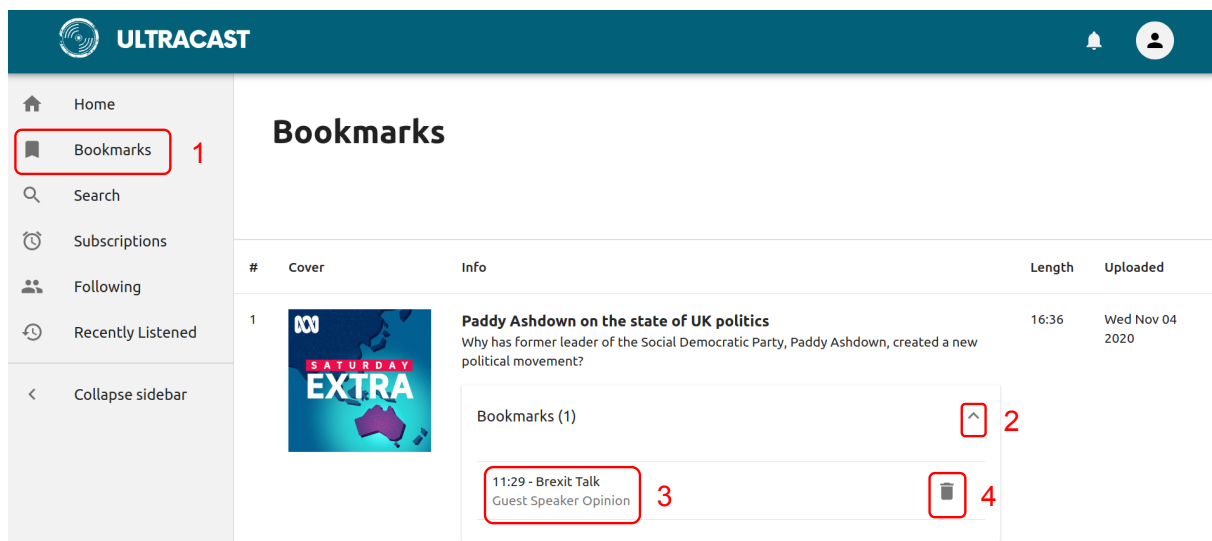 ULTRACAST
Home
Bookmarks
1
Search
Subscriptions
Following
Recently Listened
Collapse sidebar
Bookmarks
# Cover Info Length Uploaded
1
Paddy Ashdown on the state of UK politics
16:36
Wed Nov 04
2020
Why has former leader of the Social Democratic Party, Paddy Ashdown, created a new
political movement?
SATURDAY
EXTRA
Bookmarks (1)
2
11:29 - Brexit Talk
Guest Speaker Opinion
3
4